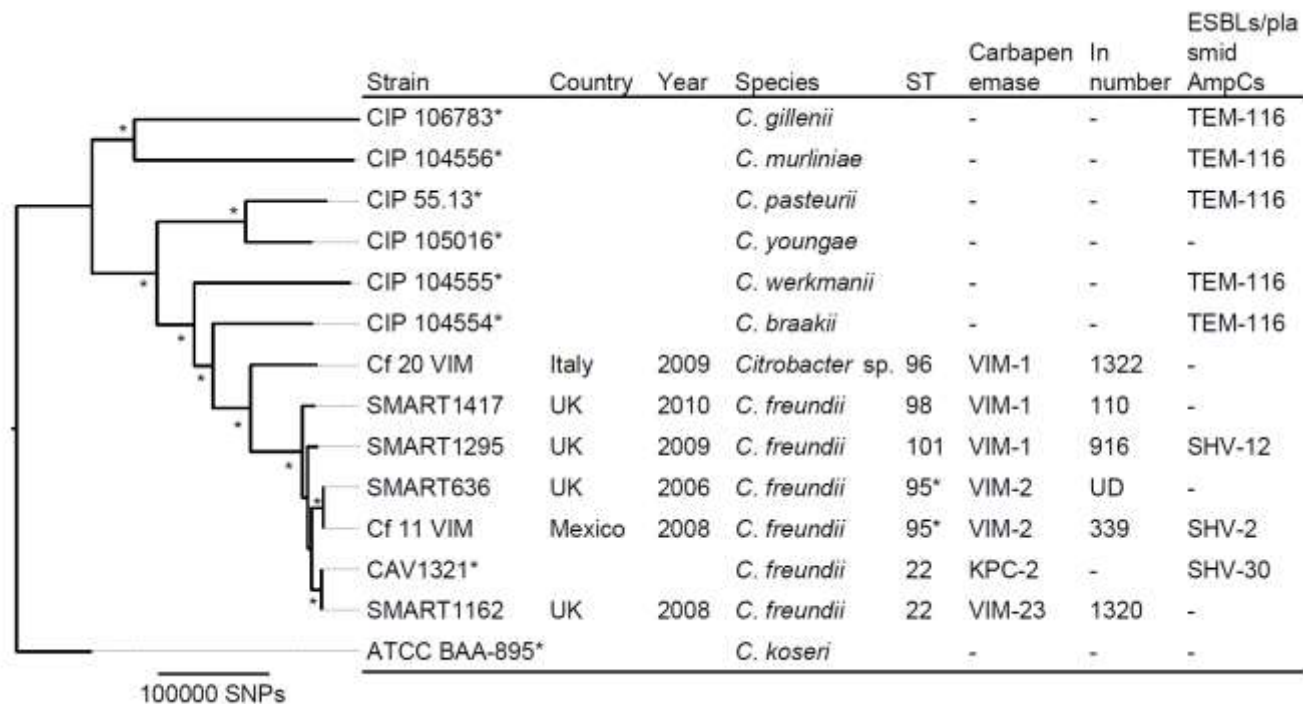 ESBLs/pla
Carbapen In smid
Strain Country Year Species ST emase number AmpCs
CIP 106783* C. gillenii - - TEM-116
CIP 104556* C. murliniae - - TEM-116
CIP 55.13* C. pasteurii - - TEM-116
CIP 105016* C. youngae - - -
CIP 104555* C. werkmanii - - TEM-116
CIP 104554* C. braakii - - TEM-116
Cf 20 VIM Italy 2009 Citrobacter sp. 96 VIM-1 1322 -
SMART1417 UK 2010 C. freundii 98 VIM-1 110 -
SMART1295 UK 2009 C. freundii 101 VIM-1 916 SHV-12
SMART636 UK 2006 C. freundii 95* VIM-2 UD -
Cf 11 VIM Mexico 2008 C. freundii 95* VIM-2 339 SHV-2
CAV1321* C. freundii 22 KPC-2 - SHV-30
SMART1162 UK 2008 C. freundii 22 VIM-23 1320 -
ATCC BAA-895* C. koseri - - -
100000 SNPs